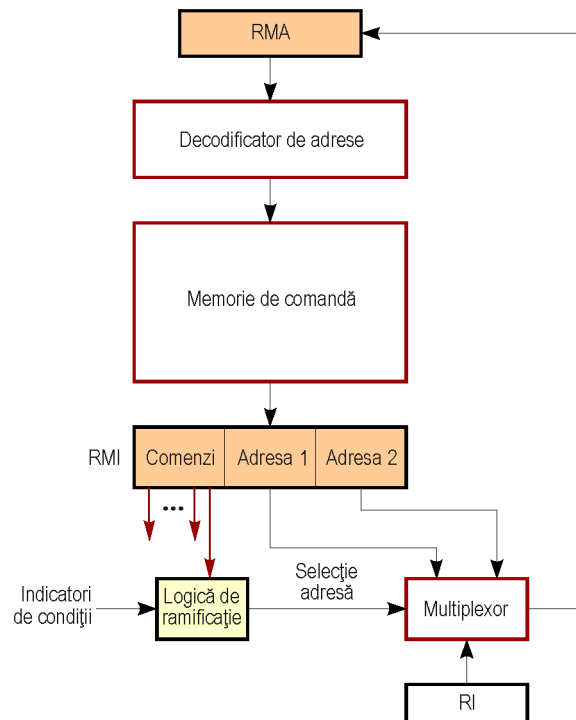 RMA
Decodificator de adrese
Memorie de comandă
RMI
Comenzi
Adresa 1
Adresa 2
...
Selecţie
adresă
Indicatori
de condiţii
Logică de
ramificaţie
Multiplexor
RI